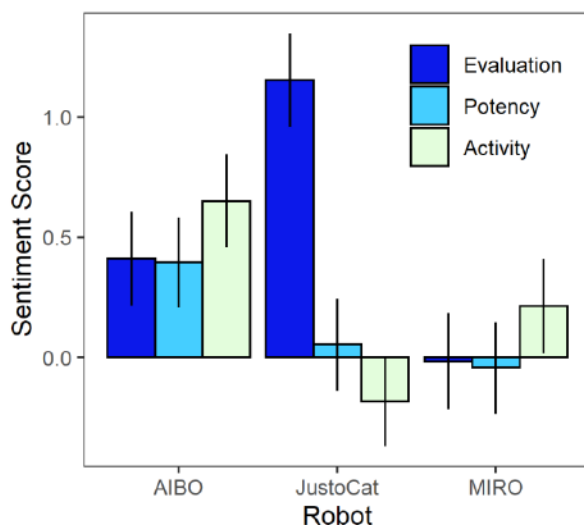 Evaluation
Potency
Activity
Sentiment Score
1.0
0.5
0.0
AIBO JustoCat MIRO
Robot